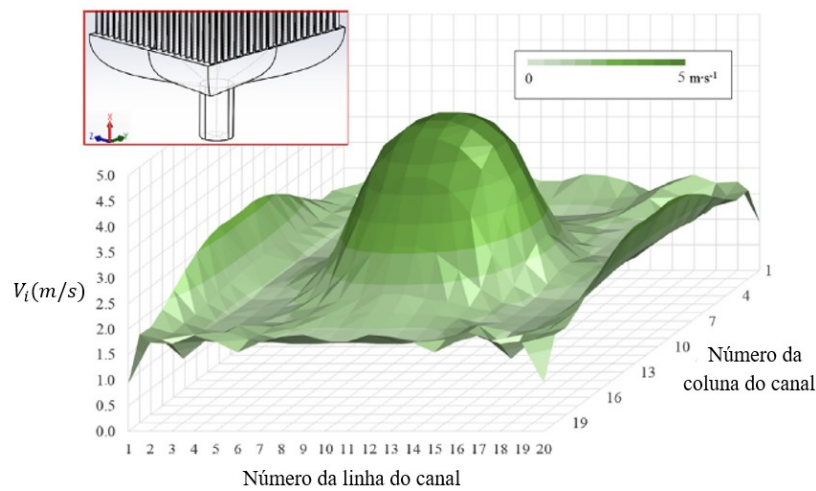 X
Z
Y
0
5 m·s⁻¹
5.0
4.5
4.0
3.5
3.0
2.5
2.0
1.5
1.0
0.5
0.0
V_i(m/s)
1 2 3 4 5 6 7 8 9 10 11 12 13 14 15 16 17 18 19 20
Número da linha do canal
1
4
7
10
13
16
19
Número da
coluna do canal